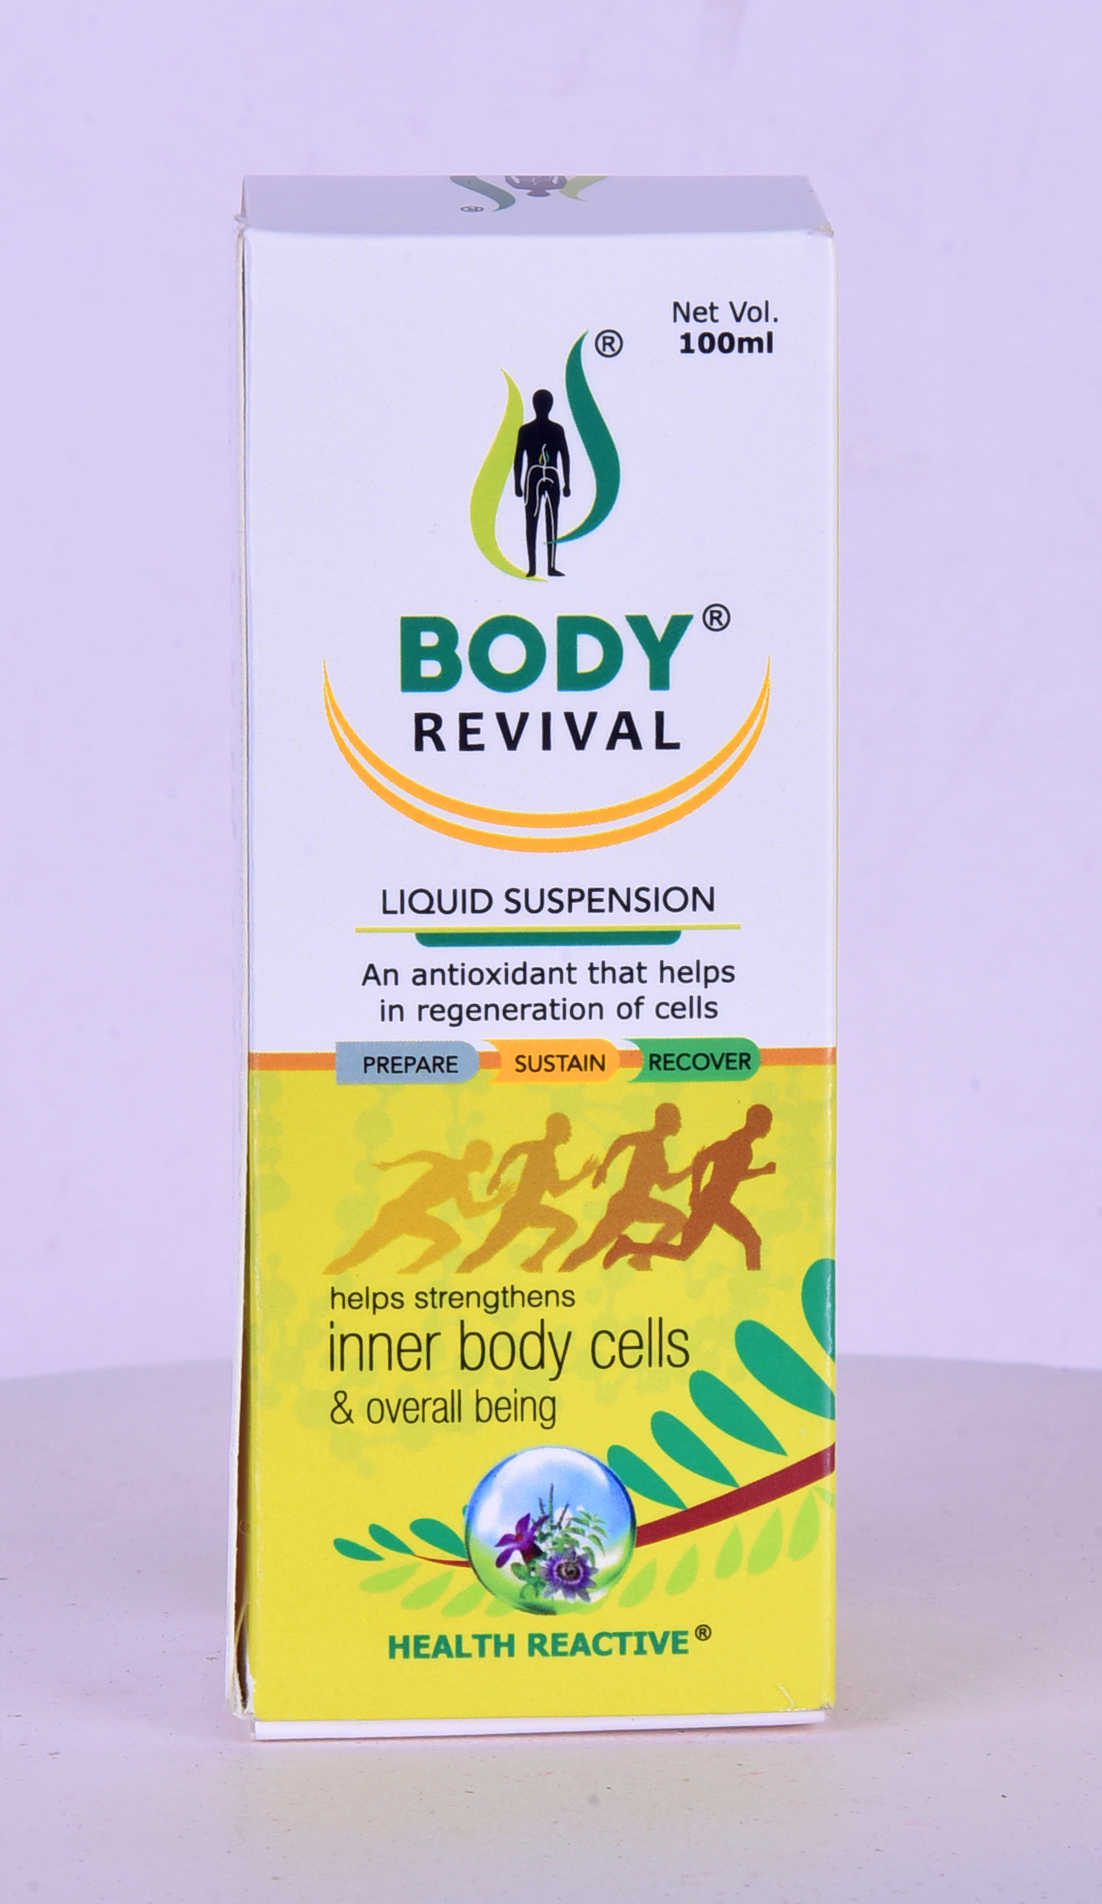 ®
Net Vol.
100ml
®
BODY®
REVIVAL
LIQUID SUSPENSION
An antioxidant that helps
in regeneration of cells
PREPARE SUSTAIN RECOVER
helps strengthens
inner body cells
& overall being
HEALTH REACTIVE®